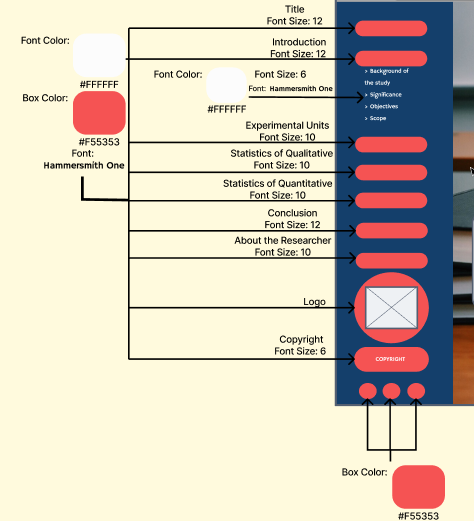 Title
Font Size: 12
Font Color:
Introduction
Font Size: 12
Font Color:
Font Size: 6
> Background of
the study
Font: Hammersmith One
#FFFFFF
> Significance
Box Color:
> Objectives
#FFFFFF
> Scope
Experimental Units
Font Size: 10
#F55353
Font:
Hammersmith One
Statistics of Qualitative
Font Size: 10
Statistics of Quantitative
Font Size: 10
Conclusion
Font Size: 12
About the Researcher
Font Size: 10
Logo
Copyright
Font Size: 6
COPYRIGHT
Box Color:
#F55353